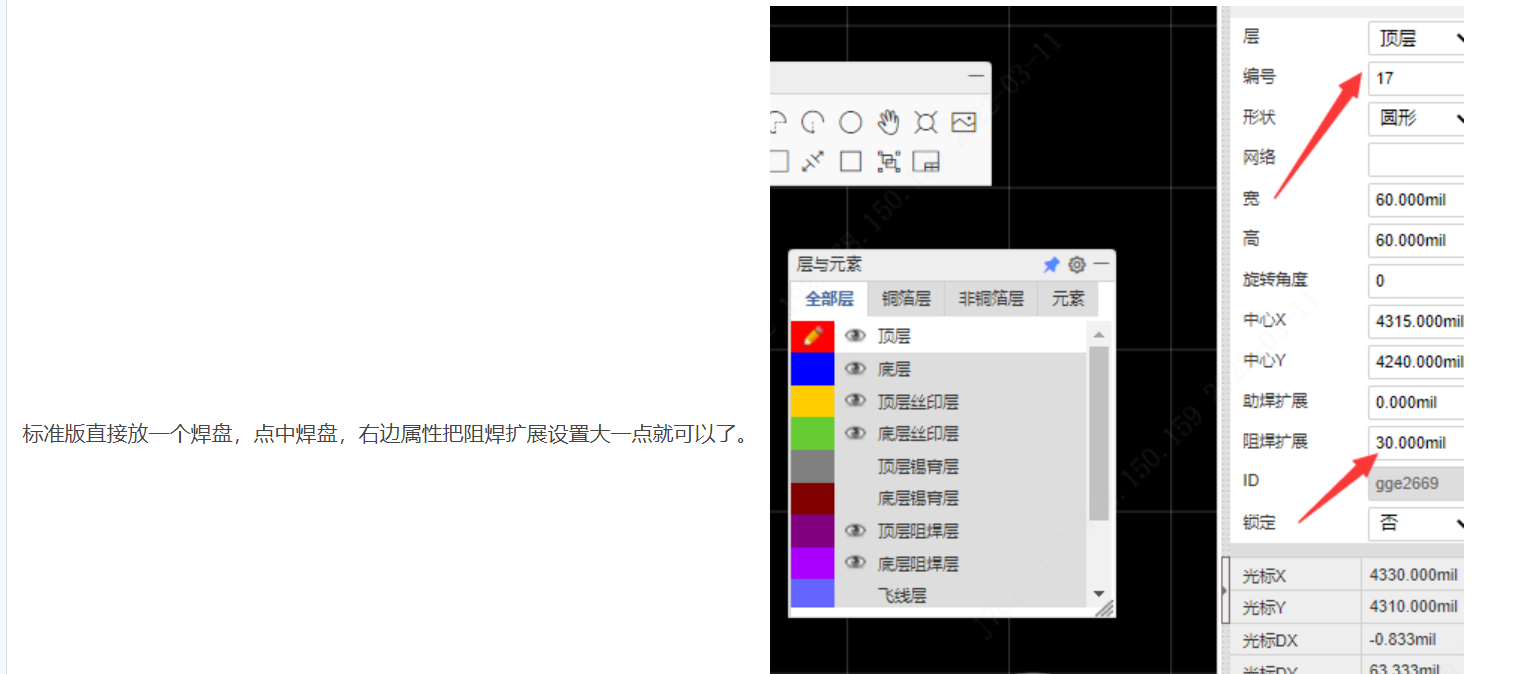 标准版直接放一个焊盘，点中焊盘，右边属性把阻焊扩展设置大一点就可以了。
层与元素
全部层 铜箔层 非铜箔层 元素
顶层
底层
顶层丝印层
底层丝印层
顶层锡膏层
底层锡膏层
顶层阻焊层
底层阻焊层
飞线层
层 顶层
编号 17
形状 圆形
网络
宽 60.000mil
高 60.000mil
旋转角度 0
中心X 4315.000mil
中心Y 4240.000mil
助焊扩展 0.000mil
阻焊扩展 30.000mil
ID gge2669
锁定 否
光标X 4330.000mil
光标Y 4310.000mil
光标DX -0.833mil
光标DY 63.333mil